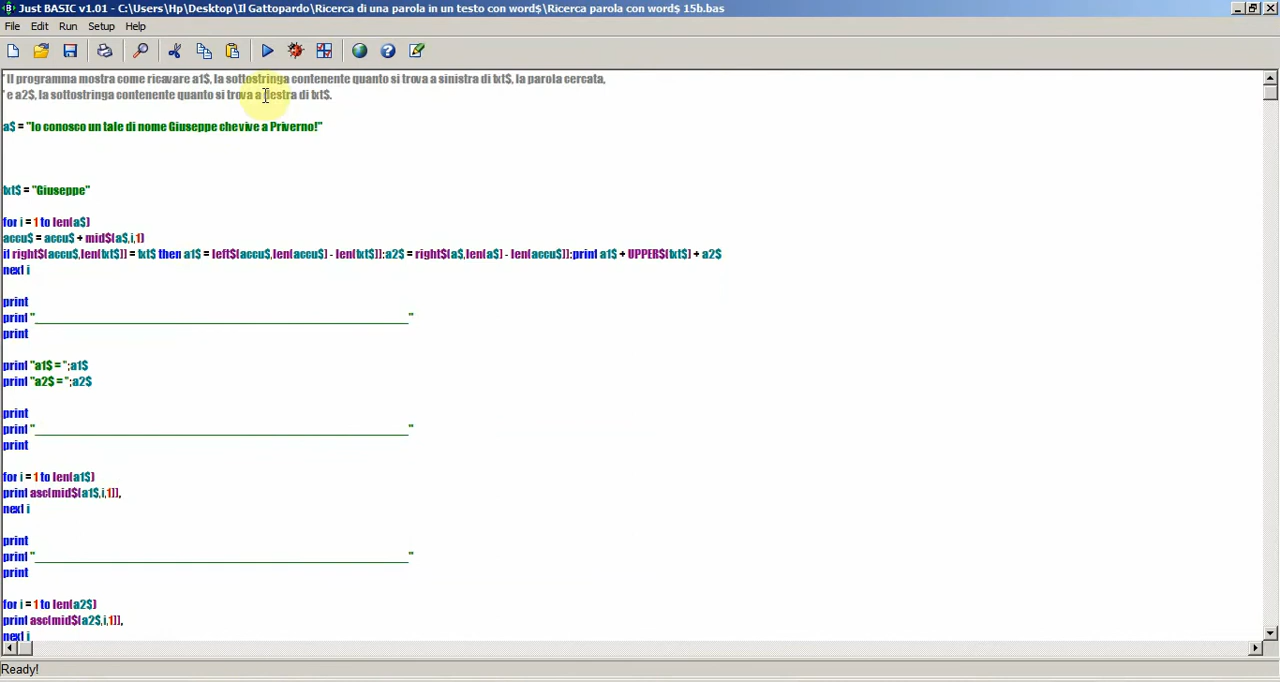 Just BASIC v1.01 - C:\Users\Hp\Desktop\Il Gattopardo\Ricerca di una parola in un testo con word$\Ricerca parola con word$ 15b.bas
File Edit Run Setup Help
' Il programma mostra come ricavare a1$, la sottostringa contenente quanto si trova a sinistra di txt$, la parola cercata,
' e a2$, la sottostringa contenente quanto si trova a destra di txt$.
a$ = "Io conosco un tale di nome Giuseppe che vive a Priverno!"
txt$ = "Giuseppe"
for i = 1 to len(a$)
accu$ = accu$ + mid$(a$,i,1)
if right$(accu$,len(txt$)) = txt$ then a1$ = left$(accu$,len(accu$) - len(txt$)):a2$ = right$(a$,len(a$) - len(accu$)):print a1$ + UPPER$(txt$) + a2$
next i
print
print "______________________________________________________________"
print
print "a1$ = ";a1$
print "a2$ = ";a2$
print
print "______________________________________________________________"
print
for i = 1 to len(a1$)
print asc(mid$(a1$,i,1)),
next i
print
print "______________________________________________________________"
print
for i = 1 to len(a2$)
print asc(mid$(a2$,i,1)),
next i
Ready!